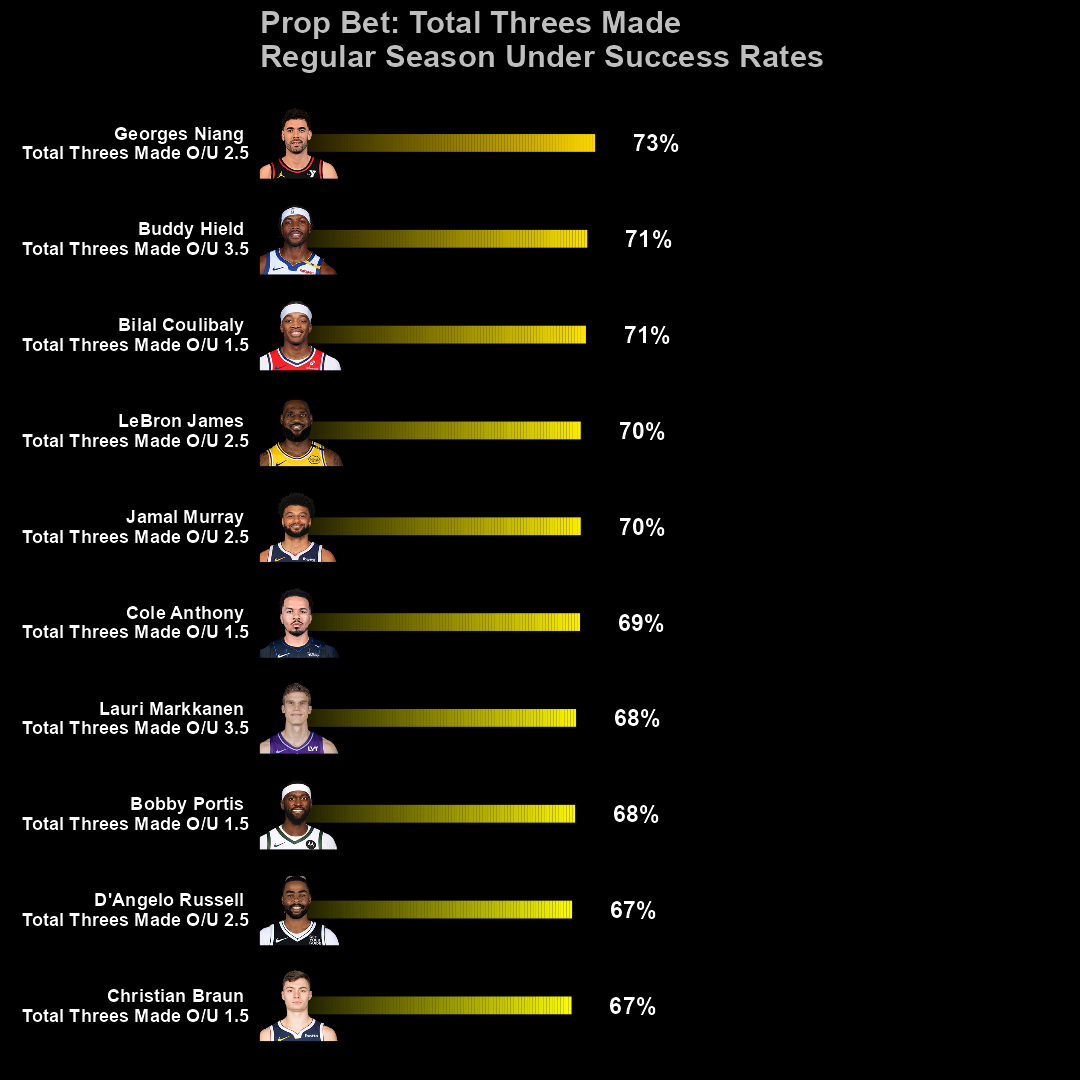 Prop Bet: Total Threes Made
Regular Season Under Success Rates
Georges Niang
Total Threes Made O/U 2.5
73%
Buddy Hield
Total Threes Made O/U 3.5
71%
Bilal Coulibaly
Total Threes Made O/U 1.5
71%
LeBron James
Total Threes Made O/U 2.5
70%
Jamal Murray
Total Threes Made O/U 2.5
70%
Cole Anthony
Total Threes Made O/U 1.5
69%
Lauri Markkanen
Total Threes Made O/U 3.5
68%
Bobby Portis
Total Threes Made O/U 1.5
68%
D'Angelo Russell
Total Threes Made O/U 2.5
67%
Christian Braun
Total Threes Made O/U 1.5
67%